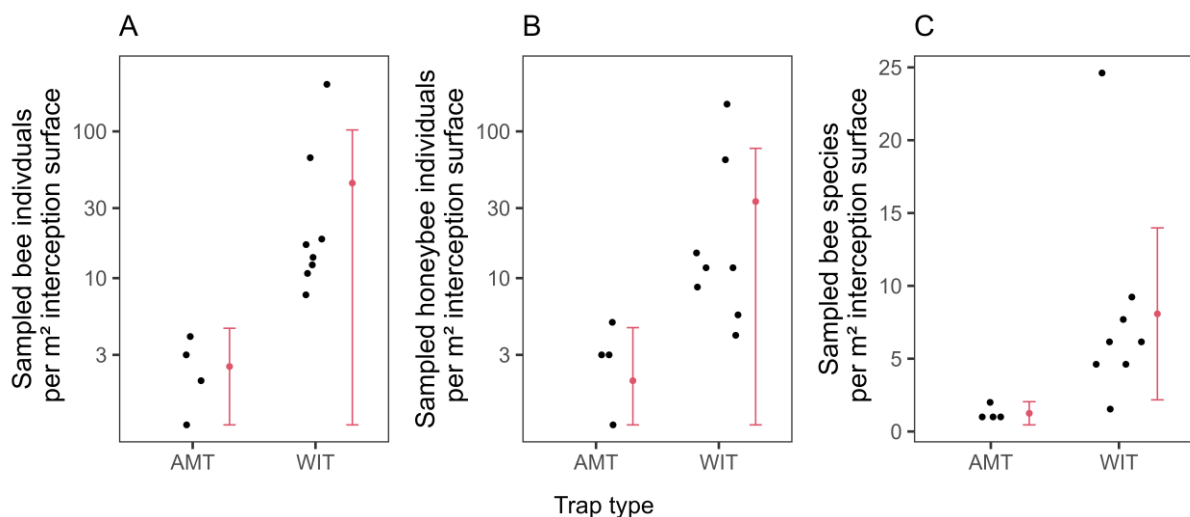 A
Sampled bee indivduals
per m² interception surface
100
30
10
3
AMT
WIT
B
Sampled honeybee individuals
per m² interception surface
100
30
10
3
AMT
WIT
C
Sampled bee species
per m² interception surface
25
20
15
10
5
0
AMT
WIT
Trap type